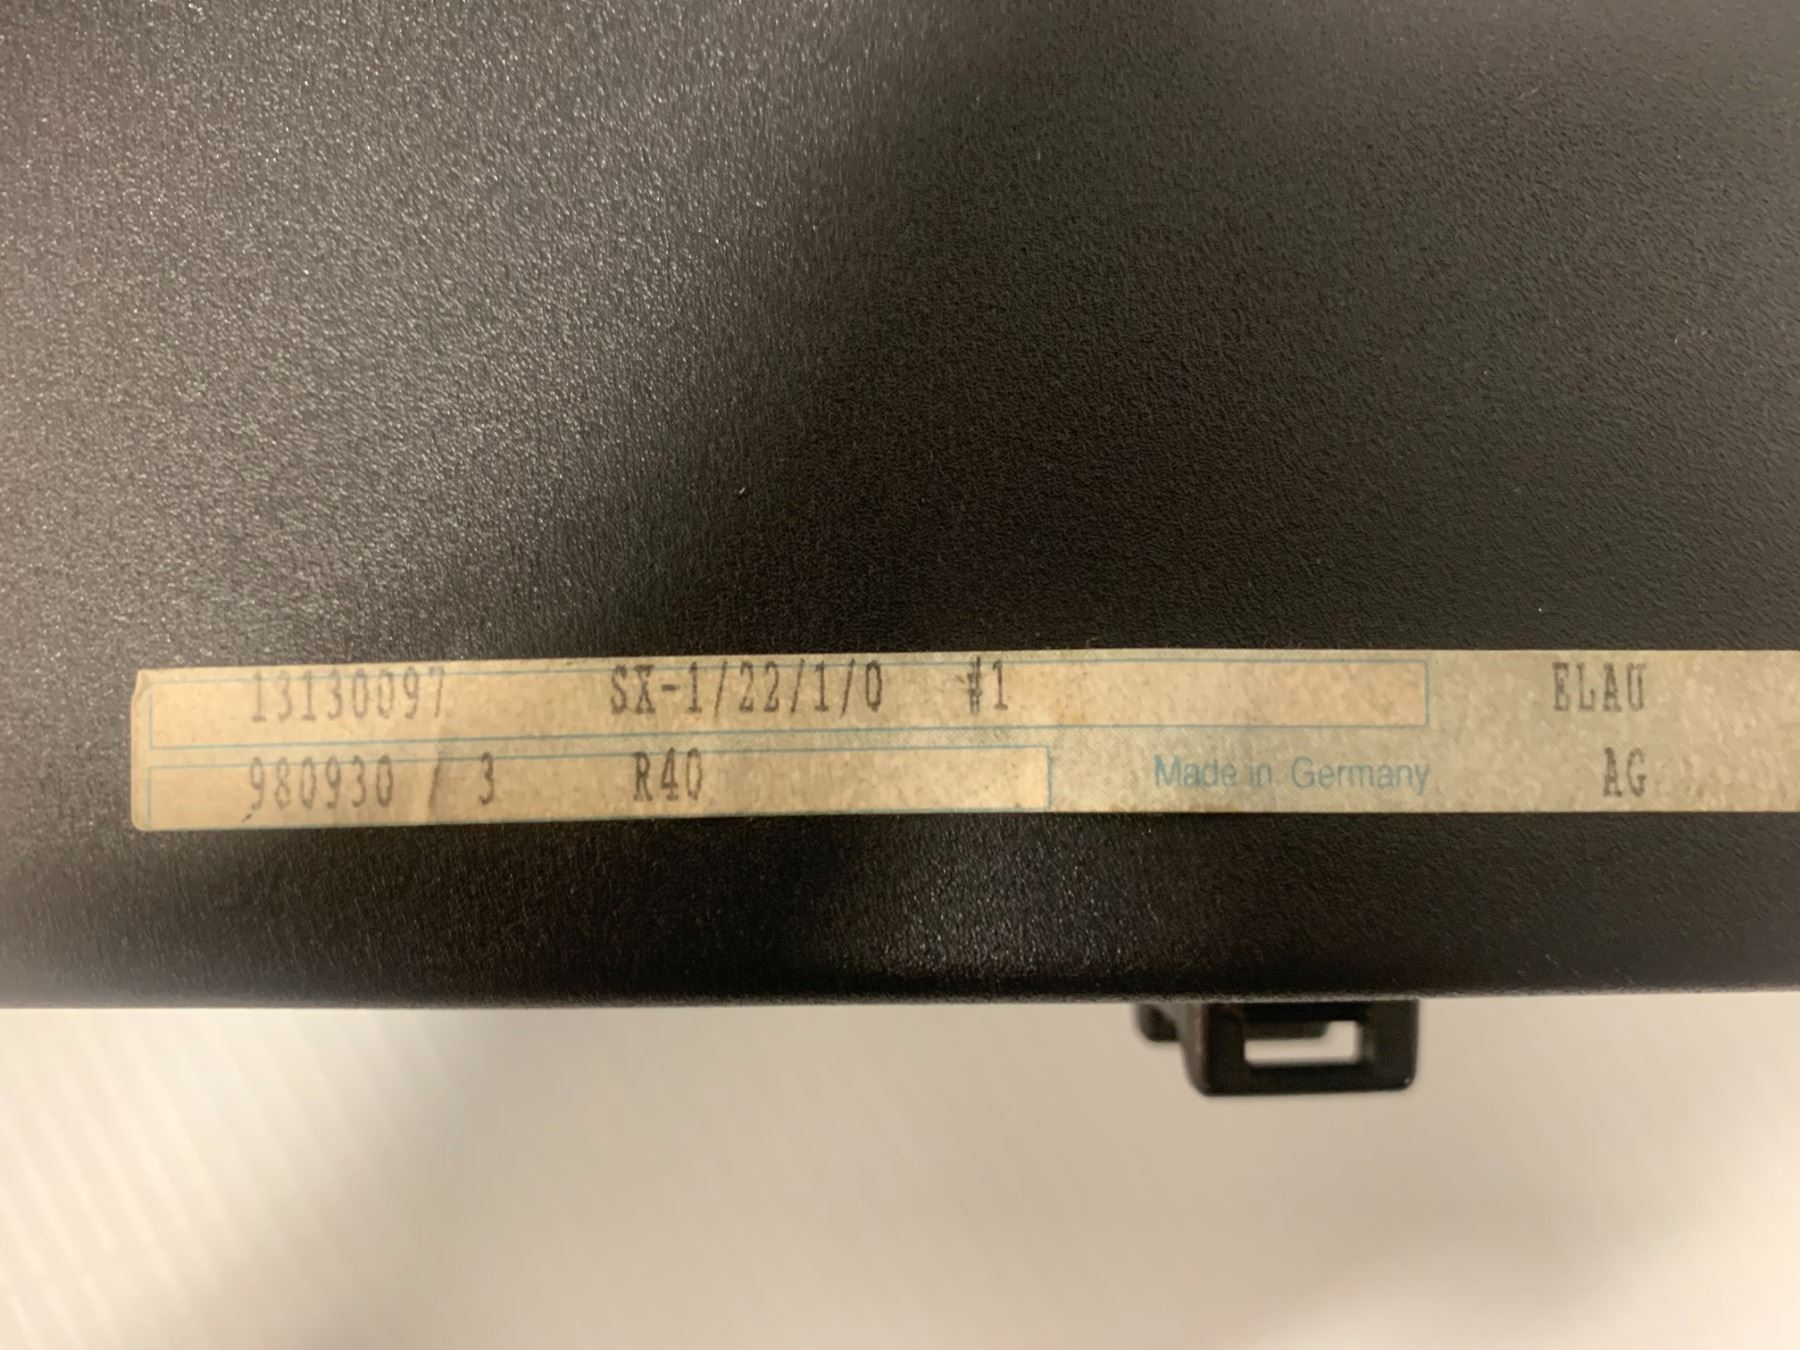 13130097 SX-1/22/1/0 #1 ELAU
980930 / 3 R40 Made in Germany AG